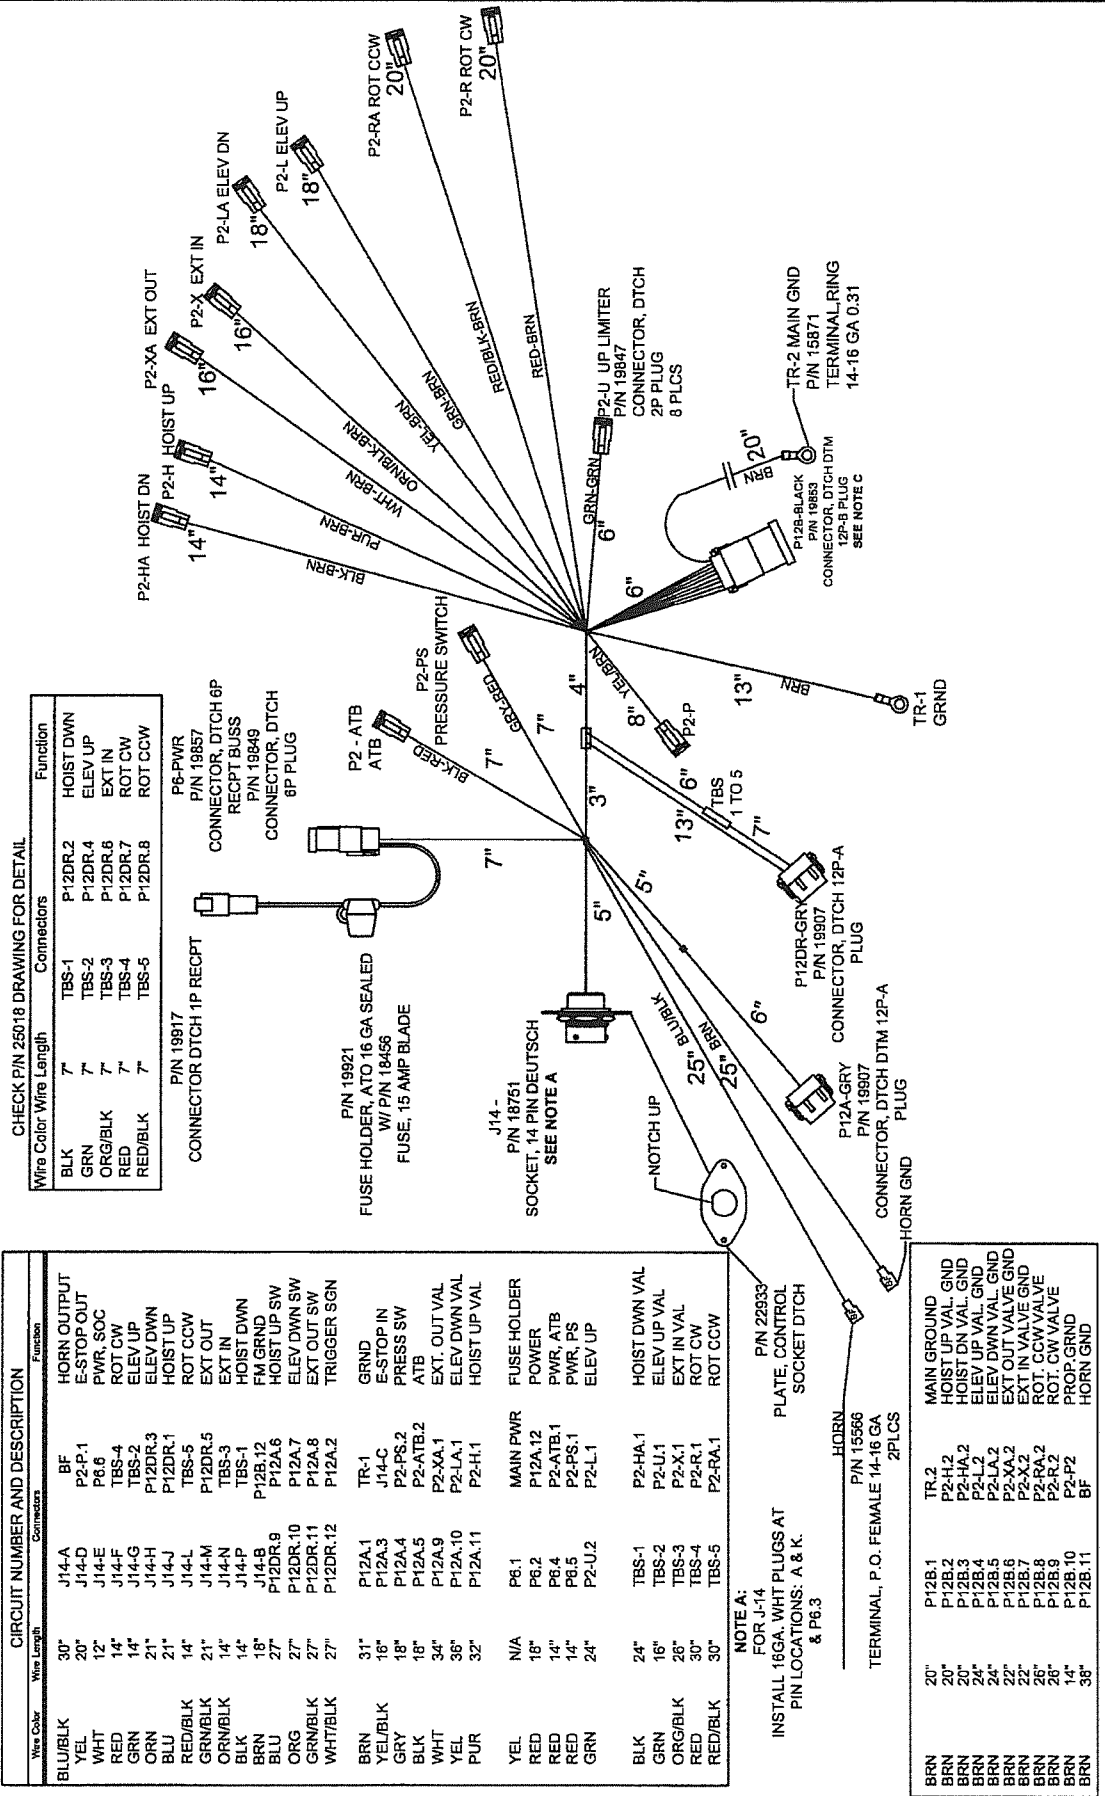 CIRCUIT NUMBER AND DESCRIPTION
Wire Color Wire Length Connectors Function
BLU/BLK 30" J14-A BF HORN OUTPUT
YEL 20" J14-D P2-P.1 E-STOP OUT
WHT 12" J14-E P6.6 PWR, SOC
RED 14" J14-F TBS-4 ROT CW
GRN 14" J14-G TBS-2 ELEV UP
ORN 21" J14-H P12DR.3 ELEV DWN
BLU 21" J14-J P12DR.1 HOIST UP
RED/BLK 14" J14-L TBS-5 ROT CCW
GRN/BLK 21" J14-M P12DR.5 EXT OUT
ORN/BLK 14" J14-N TBS-3 EXT IN
BLK 14" J14-P TBS-1 HOIST DWN
BRN 18" J14-B P12B.12 FM GRND
BLU 27" P12DR.9 P12A.6 HOIST UP SW
ORG 27" P12DR.10 P12A.7 ELEV DWN SW
GRN/BLK 27" P12DR.11 P12A.8 EXT OUT SW
WHT/BLK 27" P12DR.12 P12A.2 TRIGGER SGN
BRN 31" P12A.1 TR-1 GRND
YEL/BLK 16" P12A.3 J14-C E-STOP IN
GRY 18" P12A.4 P2-PS.2 PRESS SW
BLK 18" P12A.5 P2-ATB.2 ATB
WHT 34" P12A.9 P2-XA.1 EXT. OUT VAL
YEL 36" P12A.10 P2-LA.1 ELEV DWN VAL
PUR 32" P12A.11 P2-H.1 HOIST UP VAL
YEL N/A P6.1 MAIN PWR FUSE HOLDER
RED 18" P6.2 P12A.12 POWER
RED 14" P6.4 P2-ATB.1 PWR, ATB
RED 14" P6.5 P2-PS.1 PWR, PS
GRN 24" P2-U.2 P2-L.1 ELEV UP
BLK 24" TBS-1 P2-HA.1 HOIST DWN VAL
GRN 16" TBS-2 P2-U.1 ELEV UP VAL
ORG/BLK 26" TBS-3 P2-X.1 EXT IN VAL
RED 30" TBS-4 P2-R.1 ROT CW
RED/BLK 30" TBS-5 P2-RA.1 ROT CCW
NOTE A:
FOR J-14
INSTALL 16GA. WHT PLUGS AT
PIN LOCATIONS: A & K.
& P6.3
BRN 20" P12B.1 TR.2 MAIN GROUND
BRN 20" P12B.2 P2-H.2 HOIST UP VAL. GND
BRN 20" P12B.3 P2-HA.2 HOIST DN VAL. GND
BRN 24" P12B.4 P2-L.2 ELEV UP VAL. GND
BRN 24" P12B.5 P2-LA.2 ELEV DWN VAL. GND
BRN 22" P12B.6 P2-XA.2 EXT OUT VALVE GND
BRN 22" P12B.7 P2-X.2 EXT IN VALVE GND
BRN 26" P12B.8 P2-RA.2 ROT. CCW VALVE
BRN 26" P12B.9 P2-R.2 ROT. CW VALVE
BRN 14" P12B.10 P2-P2 PROP.GRND
BRN 38" P12B.11 BF HORN GND
CHECK P/N 25018 DRAWING FOR DETAIL
Wire Color Wire Length Connectors Function
BLK 7" TBS-1 P12DR.2 HOIST DWN
GRN 7" TBS-2 P12DR.4 ELEV UP
ORG/BLK 7" TBS-3 P12DR.6 EXT IN
RED 7" TBS-4 P12DR.7 ROT CW
RED/BLK 7" TBS-5 P12DR.8 ROT CCW
P/N 19917
CONNECTOR DTCH 1P RECPT
P6-PWR
P/N 19857
CONNECTOR, DTCH 6P
RECPT BUSS
P/N 19849
CONNECTOR, DTCH
6P PLUG
P/N 19921
FUSE HOLDER, ATO 16 GA SEALED
W/ P/N 18456
FUSE, 15 AMP BLADE
J14 -
P/N 18751
SOCKET, 14 PIN DEUTSCH
SEE NOTE A
NOTCH UP
P/N 22933
PLATE, CONTROL
SOCKET DTCH
HORN
P/N 15566
TERMINAL, P.O. FEMALE 14-16 GA
2PLCS
HORN GND
BLU/BLK
25"
BRN
25"
P12A-GRY
P/N 19907
CONNECTOR, DTCH DTM 12P-A
PLUG
6"
5"
5"
P12DR-GRY
P/N 19907
CONNECTOR, DTCH 12P-A
PLUG
13"
6"
TBS
1 TO 5
7"
3"
4"
7"
P2 - ATB
ATB
BLK-RED
7"
P2-PS
PRESSURE SWITCH
GRY-RED
7"
P2-HA HOIST DN
14"
BLK-BRN
P2-H HOIST UP
14"
PUR-BRN
P2-XA EXT OUT
16"
WHT-BRN
P2-X EXT IN
16"
ORN/BLK-BRN
P2-LA ELEV DN
18"
YEL-BRN
P2-L ELEV UP
18"
GRN-BRN
P2-RA ROT CCW
20"
RED/BLK-BRN
P2-R ROT CW
20"
RED-BRN
GRN-GRN
6"
P2-U UP LIMITER
P/N 19847
CONNECTOR, DTCH
2P PLUG
8 PLCS
6"
P12B-BLACK
P/N 19853
CONNECTOR, DTCH DTM
12P-B PLUG
SEE NOTE C
20"
BRN
TR-2 MAIN GND
P/N 15871
TERMINAL,RING
14-16 GA 0.31
YEL/BRN
8"
P2-P
13"
BRN
TR-1
GRND